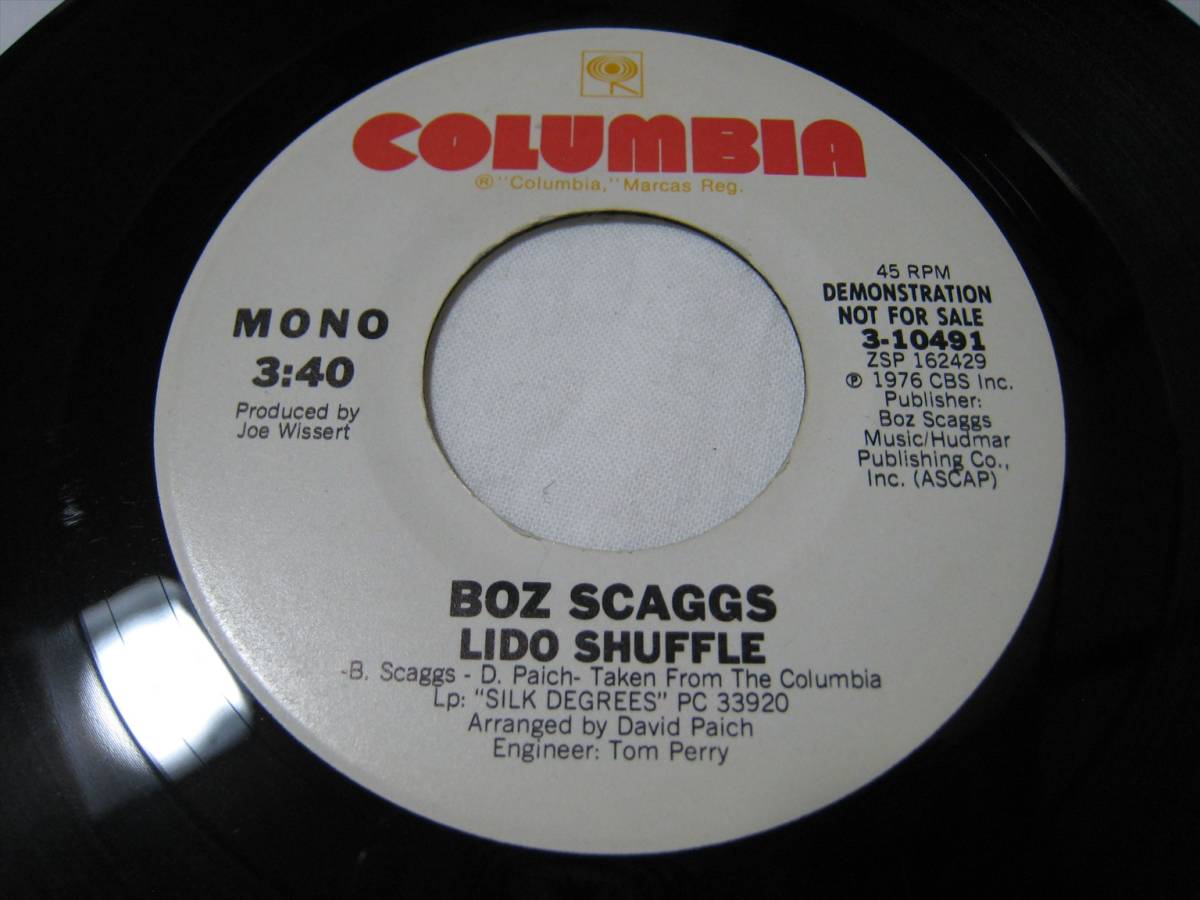 COLUMBIA
® "Columbia," Marcas Reg.
MONO
3:40
Produced by
Joe Wissert
45 RPM
DEMONSTRATION
NOT FOR SALE
3-10491
ZSP 162429
℗ 1976 CBS Inc.
Publisher:
Boz Scaggs
Music/Hudmar
Publishing Co.,
Inc. (ASCAP)
BOZ SCAGGS
LIDO SHUFFLE
-B. Scaggs - D. Paich- Taken From The Columbia
Lp: "SILK DEGREES" PC 33920
Arranged by David Paich
Engineer: Tom Perry